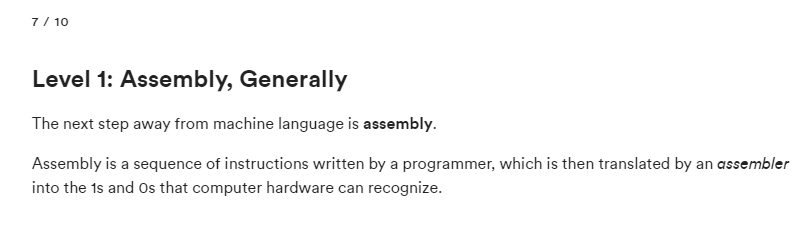 7 / 10
Level 1: Assembly, Generally
The next step away from machine language is assembly.
Assembly is a sequence of instructions written by a programmer, which is then translated by an assembler
into the 1s and 0s that computer hardware can recognize.